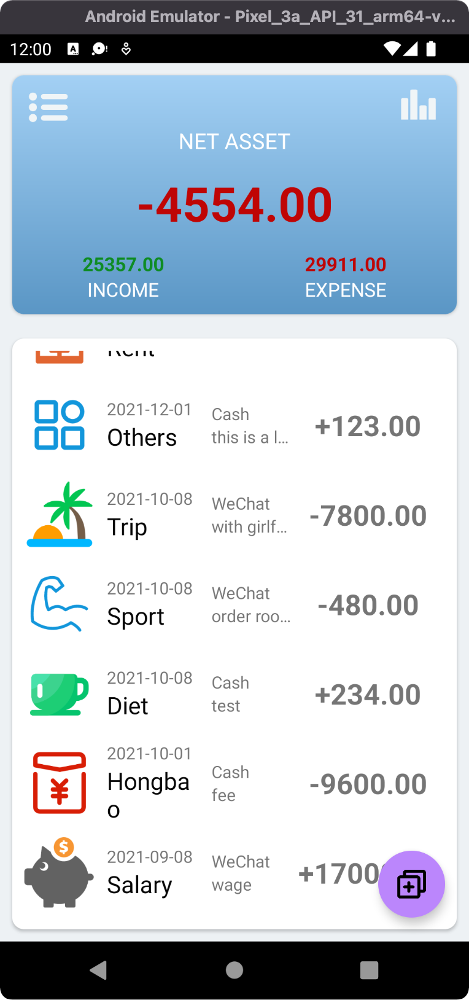 Android Emulator - Pixel_3a_API_31_arm64-v...
12:00
NET ASSET
-4554.00
25357.00
29911.00
INCOME
EXPENSE
Rent
2021-12-01
Others
Cash
this is a l...
+123.00
2021-10-08
Trip
WeChat
with girlf...
-7800.00
2021-10-08
Sport
WeChat
order roo...
-480.00
2021-10-08
Diet
Cash
test
+234.00
2021-10-01
Hongba
o
Cash
fee
-9600.00
2021-09-08
Salary
WeChat
wage
+1700